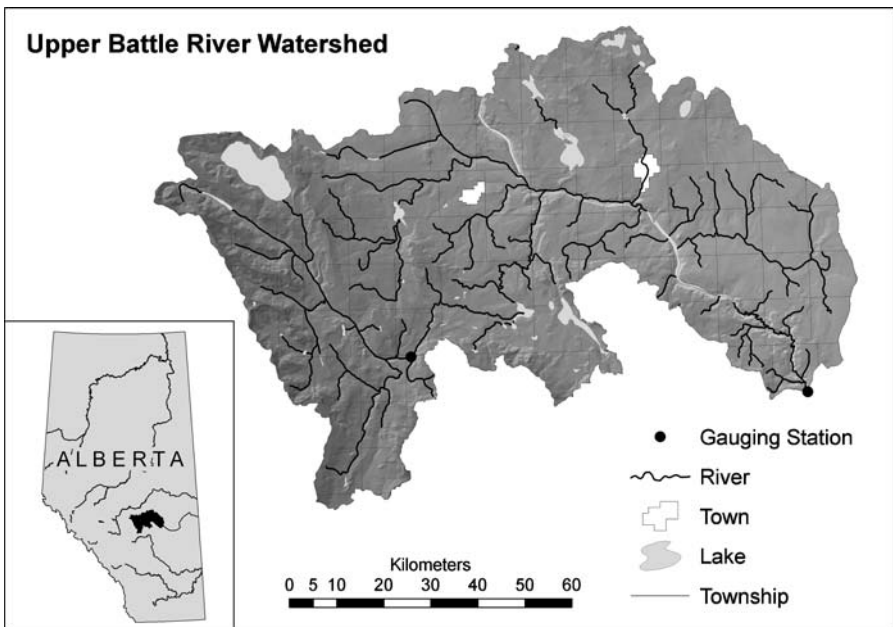 Upper Battle River Watershed
ALBERTA
Gauging Station
River
Town
Lake
Township
Kilometers
0 5 10 20 30 40 50 60